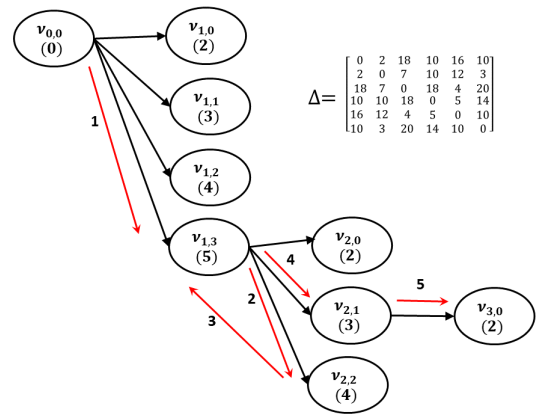 v0,0
(0)
v1,0
(2)
v1,1
(3)
v1,2
(4)
v1,3
(5)
v2,0
(2)
v2,1
(3)
v2,2
(4)
v3,0
(2)
1
2
3
4
5
Δ=
0 2 18 10 16 10
2 0 7 10 12 3
18 7 0 18 4 20
10 10 18 0 5 14
16 12 4 5 0 10
10 3 20 14 10 0